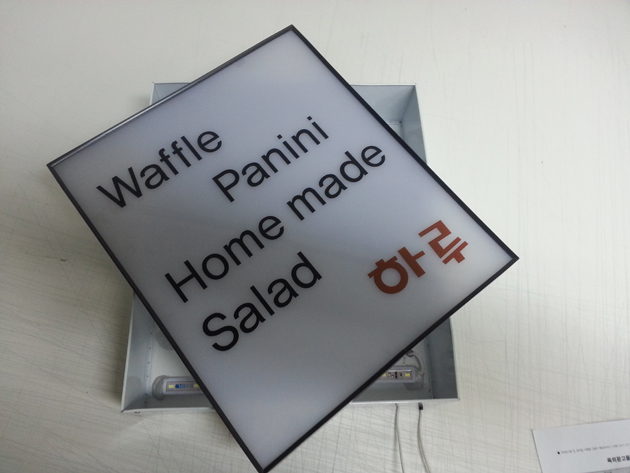 Waffle
Panini
Home made
Salad
하루